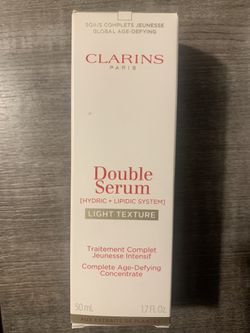 SOINS COMPLETS JEUNESSE
GLOBAL AGE-DEFYING
CLARINS
PARIS
Double
Serum
[HYDRIC + LIPIDIC SYSTEM]
LIGHT TEXTURE
Traitement Complet
Jeunesse Intensif
Complete Age-Defying
Concentrate
50 mL 1.7 Fl. Oz